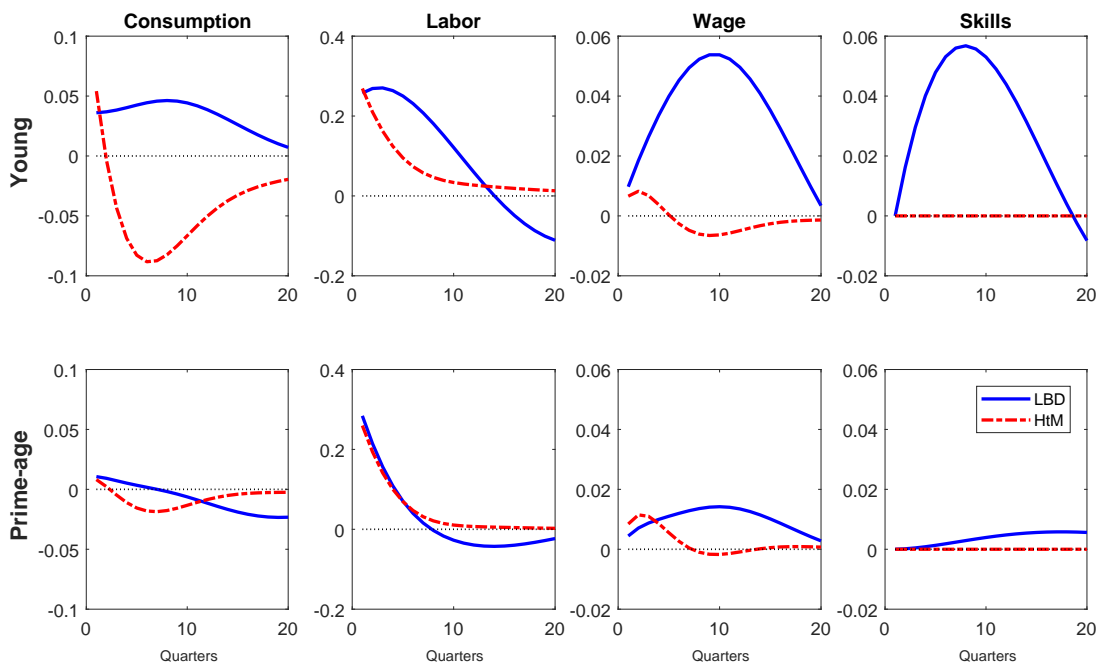 Consumption Labor Wage Skills
Young
0.1 0.4 0.06 0.06
0.05 0.04 0.04
0.2
0 0.02 0.02
-0.05 0 0 0
-0.1 -0.2 -0.02 -0.02
0 10 20 0 10 20 0 10 20 0 10 20
Prime-age
0.1 0.4 0.06 0.06
LBD
HtM
0.05 0.04 0.04
0.2
0 0.02 0.02
-0.05 0 0 0
-0.1 -0.2 -0.02 -0.02
0 10 20 0 10 20 0 10 20 0 10 20
Quarters Quarters Quarters Quarters